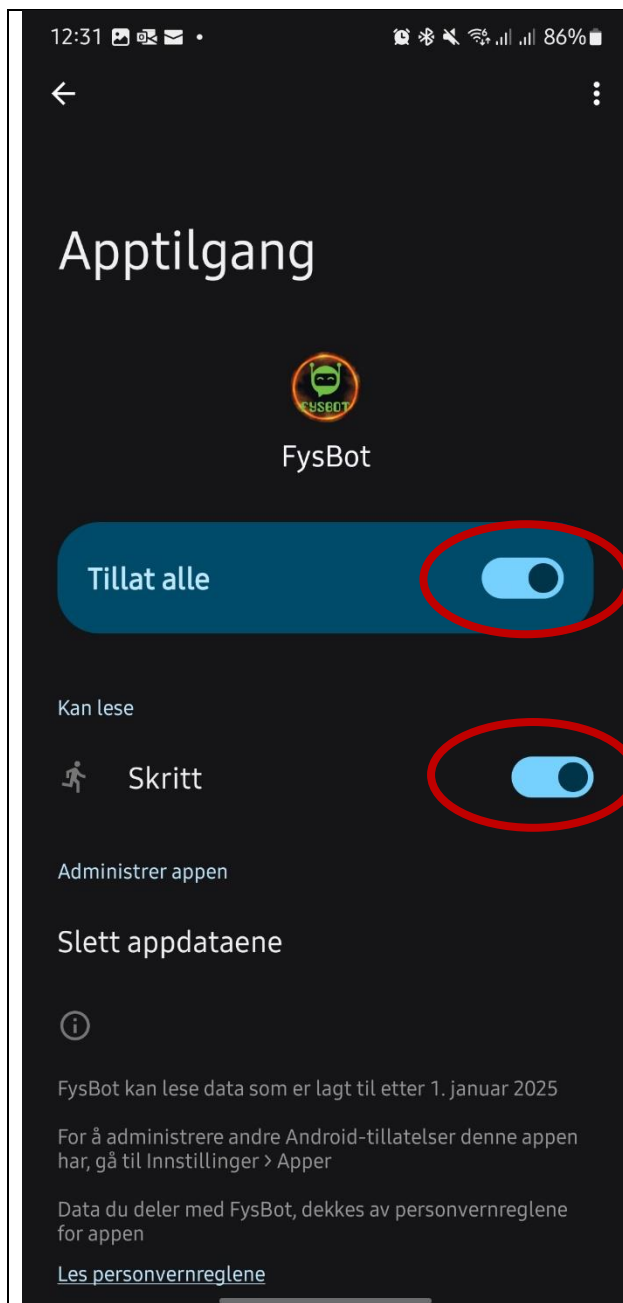 12:31
86%
Apptilgang
FYSBOT
FysBot
Tillat alle
Kan lese
Skritt
Administrer appen
Slett appdataene
FysBot kan lese data som er lagt til etter 1. januar 2025
For å administrere andre Android-tillatelser denne appen
har, gå til Innstillinger > Apper
Data du deler med FysBot, dekkes av personvernreglene
for appen
Les personvernreglene